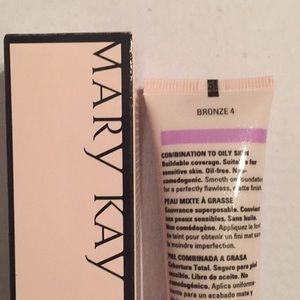 MARY KAY
BRONZE 4
COMBINATION TO OILY SKIN
Buildable coverage. Suitable for
sensitive skin. Oil-free. Non-
comedogenic. Smooth on foundation
for a perfectly flawless, matte finish
PEAU MIXTE À GRASSE
Couvrance superposable. Convient
aux peaux sensibles. Sans huile.
Non comédogène. Appliquez le fond
de teint pour obtenir un fini mat sans
la moindre imperfection.
PIEL COMBINADA A GRASA
Cobertura Total. Seguro para piel
sensible. Libre de aceite. No
comedogénico. Aplica uniforme-
para un acabado mate